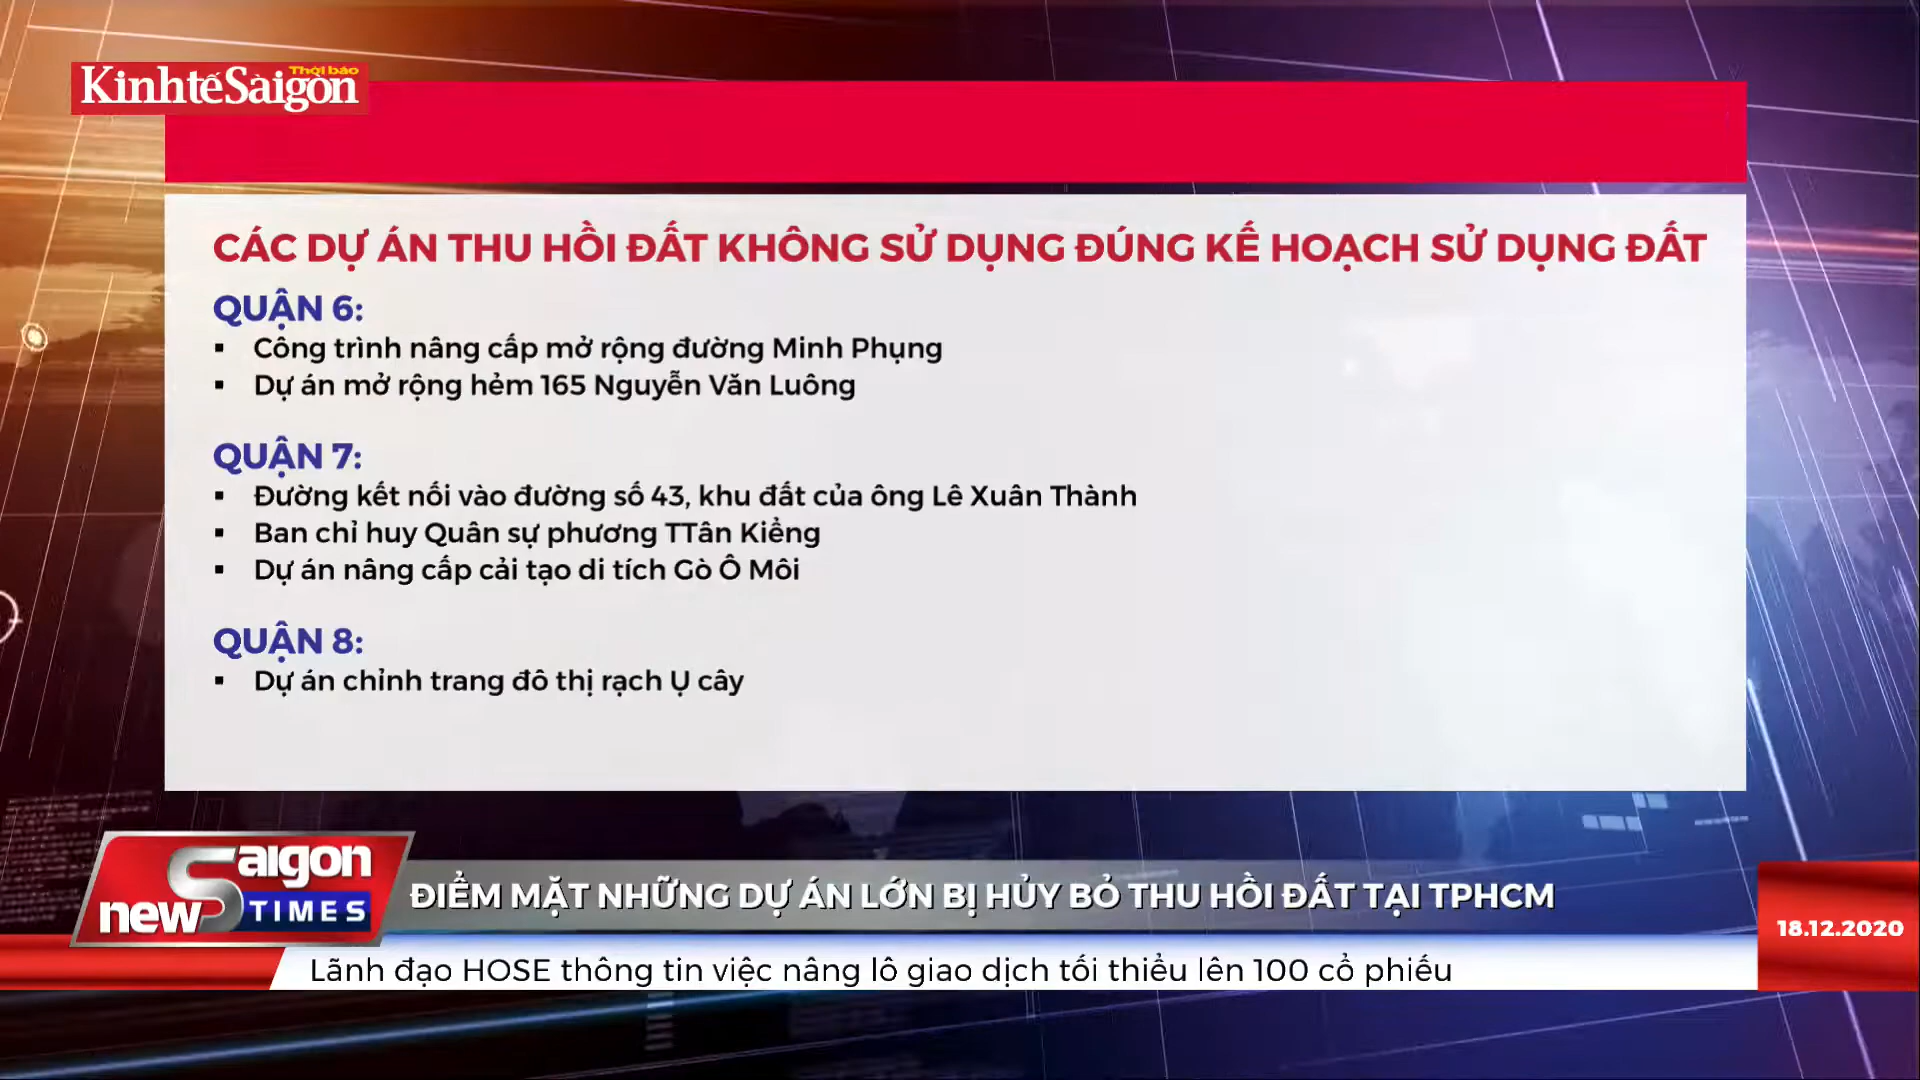 Thời báo
Kinh tế Sài gòn
CÁC DỰ ÁN THU HỒI ĐẤT KHÔNG SỬ DỤNG ĐÚNG KẾ HOẠCH SỬ DỤNG ĐẤT
QUẬN 6:
▪ Công trình nâng cấp mở rộng đường Minh Phụng
▪ Dự án mở rộng hẻm 165 Nguyễn Văn Luông
QUẬN 7:
▪ Đường kết nối vào đường số 43, khu đất của ông Lê Xuân Thành
▪ Ban chỉ huy Quân sự phương TTân Kiểng
▪ Dự án nâng cấp cải tạo di tích Gò Ô Môi
QUẬN 8:
▪ Dự án chỉnh trang đô thị rạch Ụ cây
Saigon
newS TIMES
ĐIỂM MẶT NHỮNG DỰ ÁN LỚN BỊ HỦY BỎ THU HỒI ĐẤT TẠI TPHCM
18.12.2020
Lãnh đạo HOSE thông tin việc nâng lô giao dịch tối thiểu lên 100 cổ phiếu